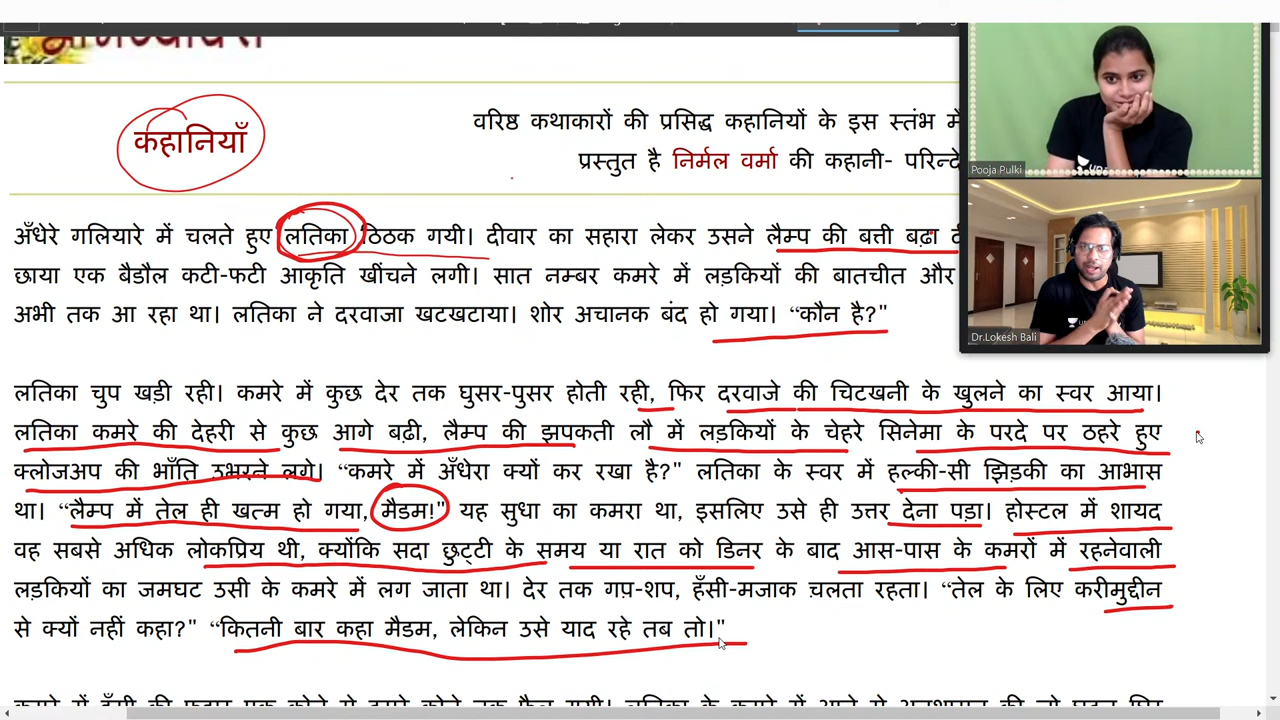 अभिव्यक्ति
कहानियाँ
वरिष्ठ कथाकारों की प्रसिद्ध कहानियों के इस स्तंभ में
प्रस्तुत है निर्मल वर्मा की कहानी- परिन्दे
Pooja Pulki
अँधेरे गलियारे में चलते हुए लतिका ठिठक गयी। दीवार का सहारा लेकर उसने लैम्प की बत्ती बढ़ा
छाया एक बैडौल कटी-फटी आकृति खींचने लगी। सात नम्बर कमरे में लड़कियों की बातचीत और
अभी तक आ रहा था। लतिका ने दरवाजा खटखटाया। शोर अचानक बंद हो गया। “कौन है?"
Dr.Lokesh Bali
लतिका चुप खड़ी रही। कमरे में कुछ देर तक घुसर-पुसर होती रही, फिर दरवाजे की चिटखनी के खुलने का स्वर आया।
लतिका कमरे की देहरी से कुछ आगे बढ़ी, लैम्प की झपकती लौ में लड़कियों के चेहरे सिनेमा के परदे पर ठहरे हुए
क्लोजअप की भाँति उभरने लगे। “कमरे में अँधेरा क्यों कर रखा है?" लतिका के स्वर में हल्की-सी झिड़की का आभास
था। “लैम्प में तेल ही खत्म हो गया, मैडम!" यह सुधा का कमरा था, इसलिए उसे ही उत्तर देना पड़ा। होस्टल में शायद
वह सबसे अधिक लोकप्रिय थी, क्योंकि सदा छुट्टी के समय या रात को डिनर के बाद आस-पास के कमरों में रहनेवाली
लड़कियों का जमघट उसी के कमरे में लग जाता था। देर तक गप़-शप, हँसी-मजाक च़लता रहता। “तेल के लिए करीमुद्दीन
से क्यों नहीं कहा?" “कितनी बार कहा मैडम, लेकिन उसे याद रहे तब तो।"